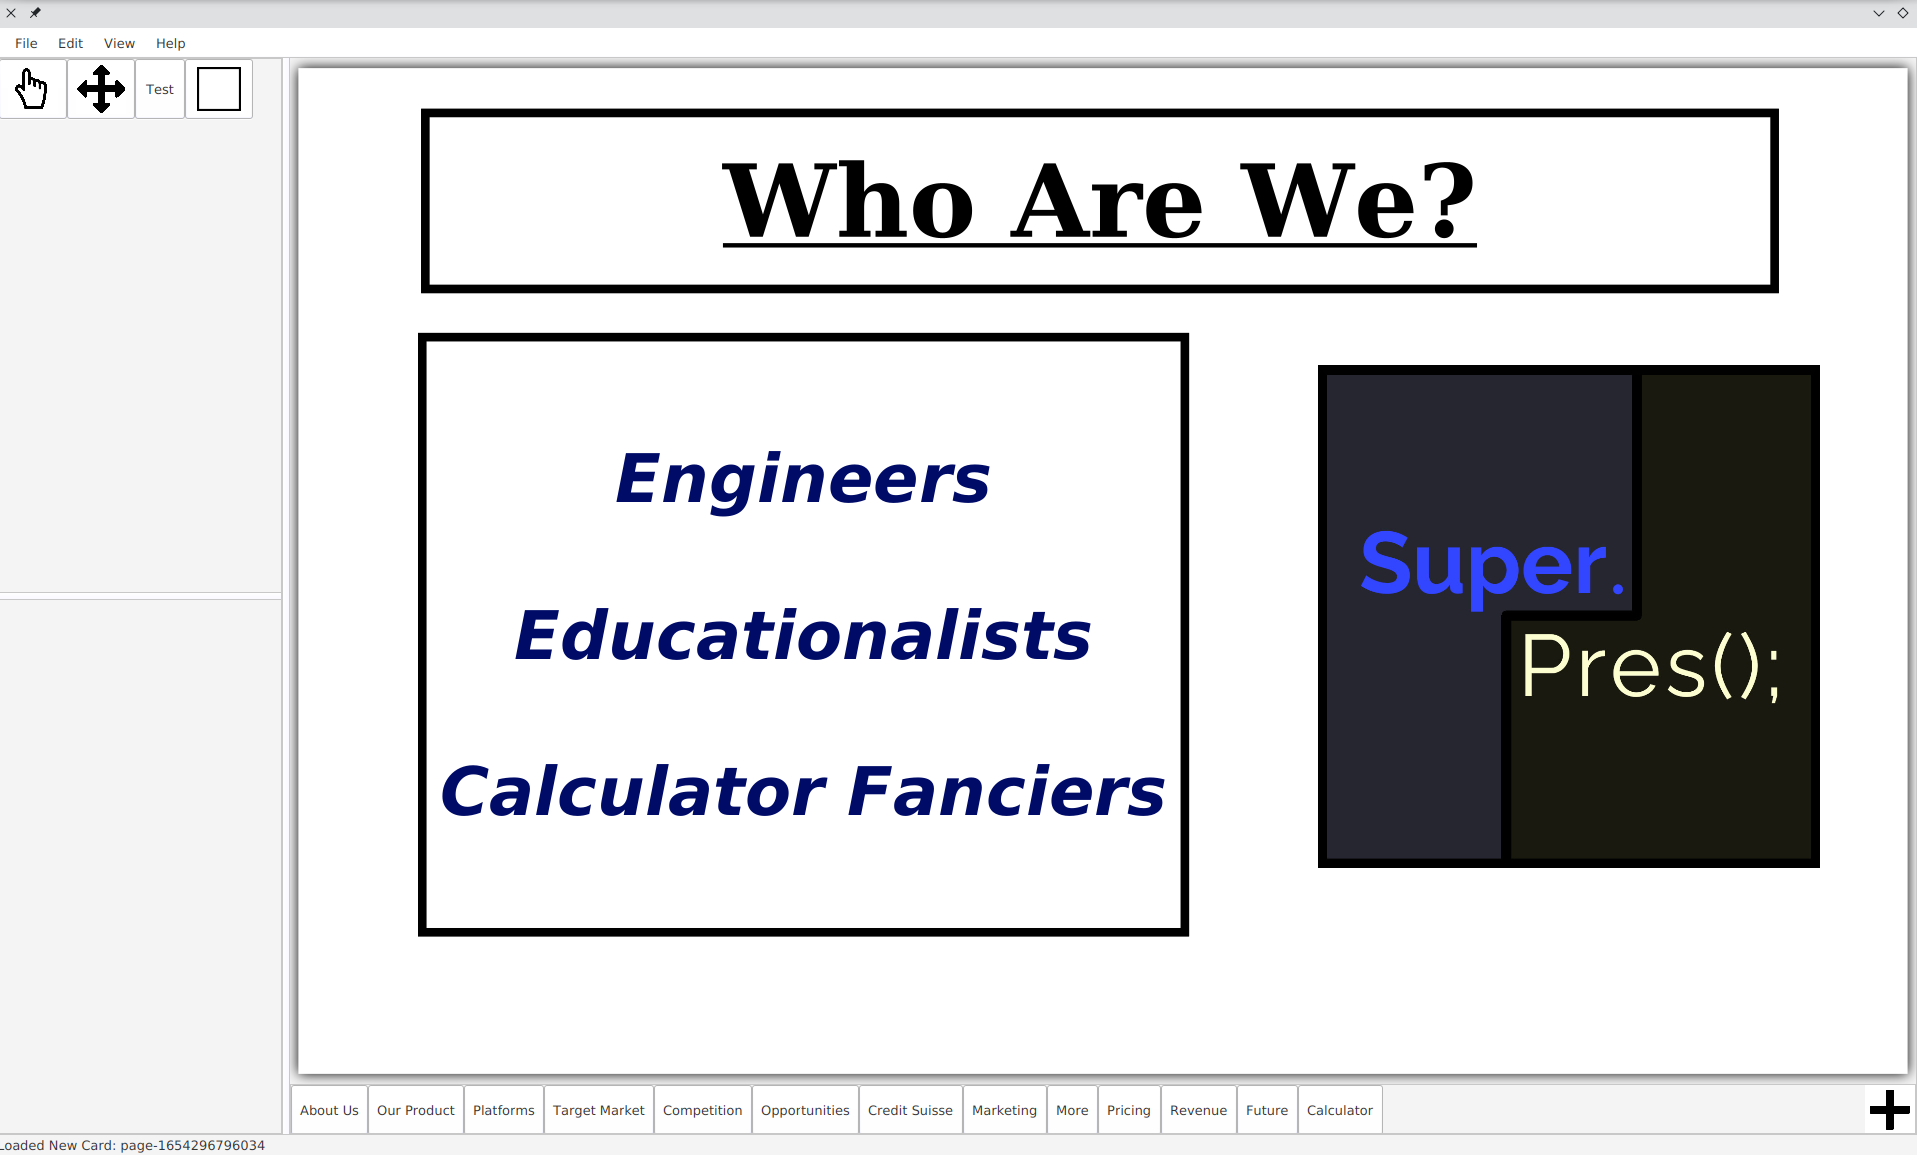 File Edit View Help
Test
Who Are We?
Engineers
Educationalists
Calculator Fanciers
Super.
Pres();
About Us Our Product Platforms Target Market Competition Opportunities Credit Suisse Marketing More Pricing Revenue Future Calculator
Loaded New Card: page-1654296796034